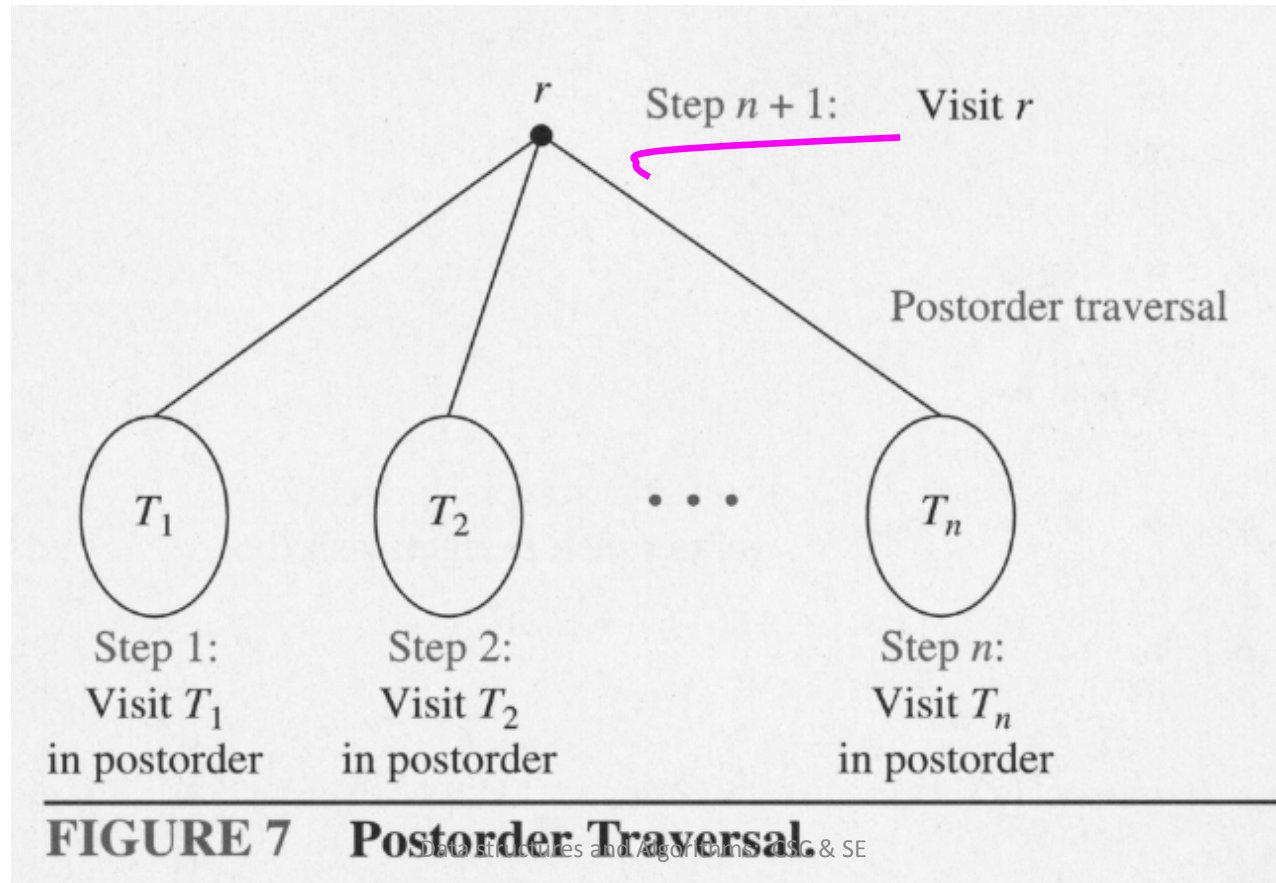 r Step n + 1: Visit r
Postorder traversal
T1 T2 • • • Tn
Step 1: Step 2: Step n:
Visit T1 Visit T2 Visit Tn
in postorder in postorder in postorder
FIGURE 7 Postorder Traversal.
Data structures and Algorithms CSC & SE